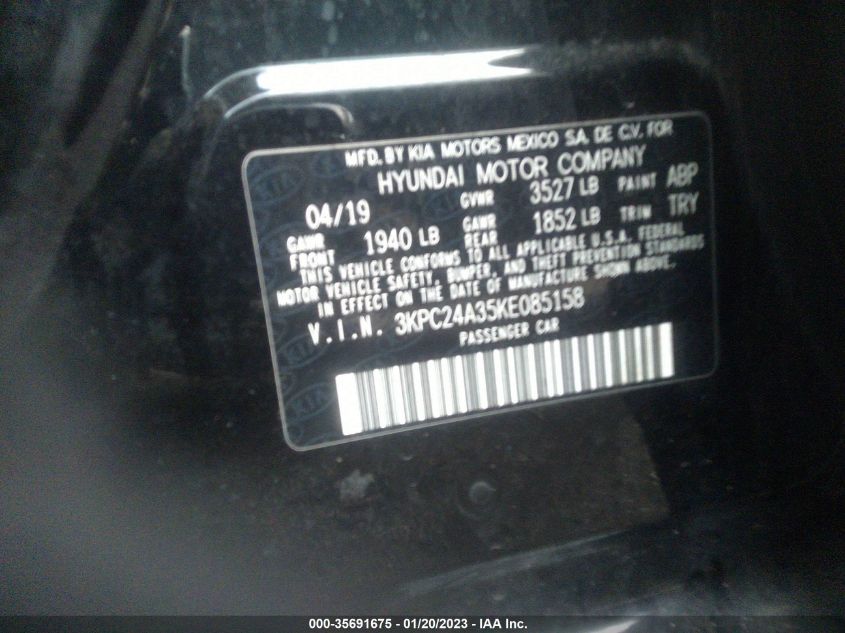 MFD. BY KIA MOTORS MEXICO S.A. DE C.V. FOR
HYUNDAI MOTOR COMPANY
04/19 GVWR 3527 LB PAINT ABP
GAWR FRONT 1940 LB GAWR REAR 1852 LB TRIM TRY
THIS VEHICLE CONFORMS TO ALL APPLICABLE U.S.A. FEDERAL
MOTOR VEHICLE SAFETY, BUMPER, AND THEFT PREVENTION STANDARDS
IN EFFECT ON THE DATE OF MANUFACTURE SHOWN ABOVE.
V.I.N. 3KPC24A35KE085158
PASSENGER CAR
000-35691675 - 01/20/2023 - IAA Inc.